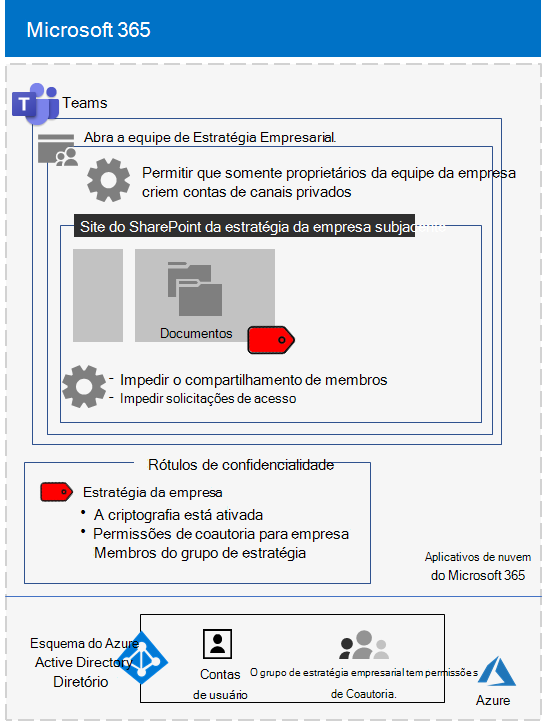 Microsoft 365
T
Teams
Abra a equipe de Estratégia Empresarial.
Permitir que somente proprietários da equipe da empresa
criem contas de canais privados
Site do SharePoint da estratégia da empresa
Documentos
- Impedir o compartilhamento de membros
- Impedir solicitações de acesso
Rótulos de confidencialidade
Estratégia da empresa
• A criptografia está ativada
• Permissões de coautoria para empresa
Membros do grupo de estratégia
Aplicativos de nuvem
do Microsoft 365
Esquema do Azure
Active Directory
Diretório
Contas
de usuário
O grupo de estratégia empresarial tem permissões
de Coautoria.
Azure